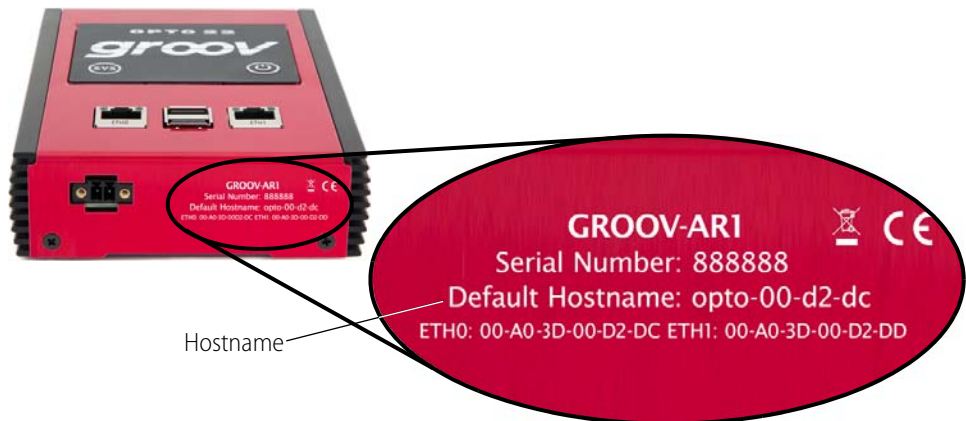 OPTO 22
groov
SYS
ETH0
ETH1
GROOV-AR1
Serial Number: 888888
Default Hostname: opto-00-d2-dc
ETH0: 00-A0-3D-00D2-DC ETH1: 00-A0-3D-00-D2-DD
GROOV-AR1
CE
Serial Number: 888888
Default Hostname: opto-00-d2-dc
ETH0: 00-A0-3D-00-D2-DC ETH1: 00-A0-3D-00-D2-DD
Hostname